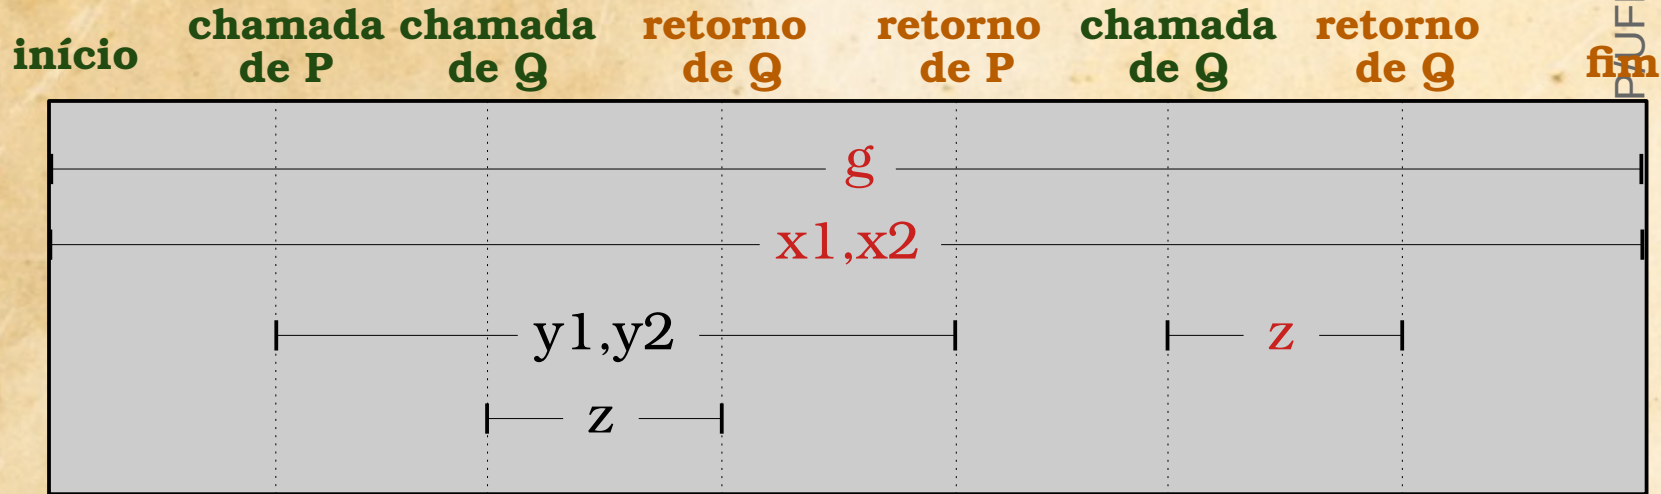 início
chamada
de P
chamada
de Q
retorno
de Q
retorno
de P
chamada
de Q
retorno
de Q
fim
g
x1,x2
y1,y2
z
z